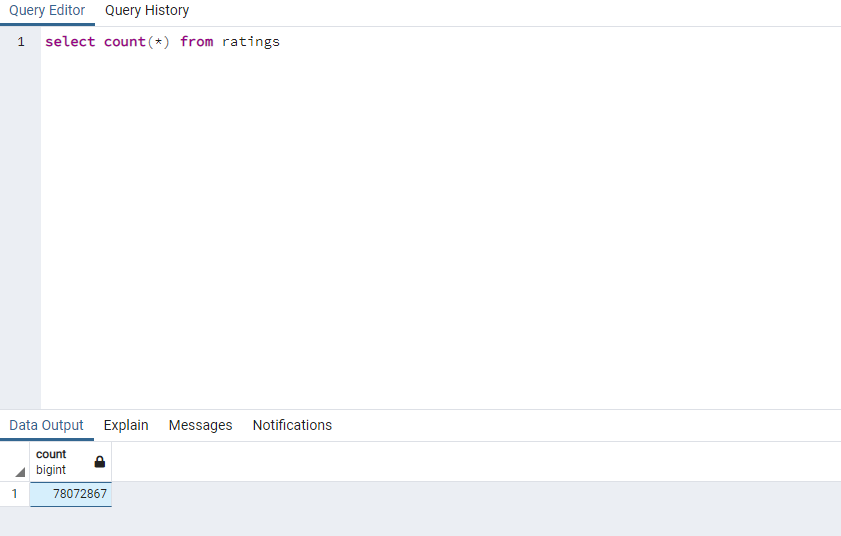 Query Editor Query History
1 select count(*) from ratings
Data Output Explain Messages Notifications
count
bigint
1 78072867